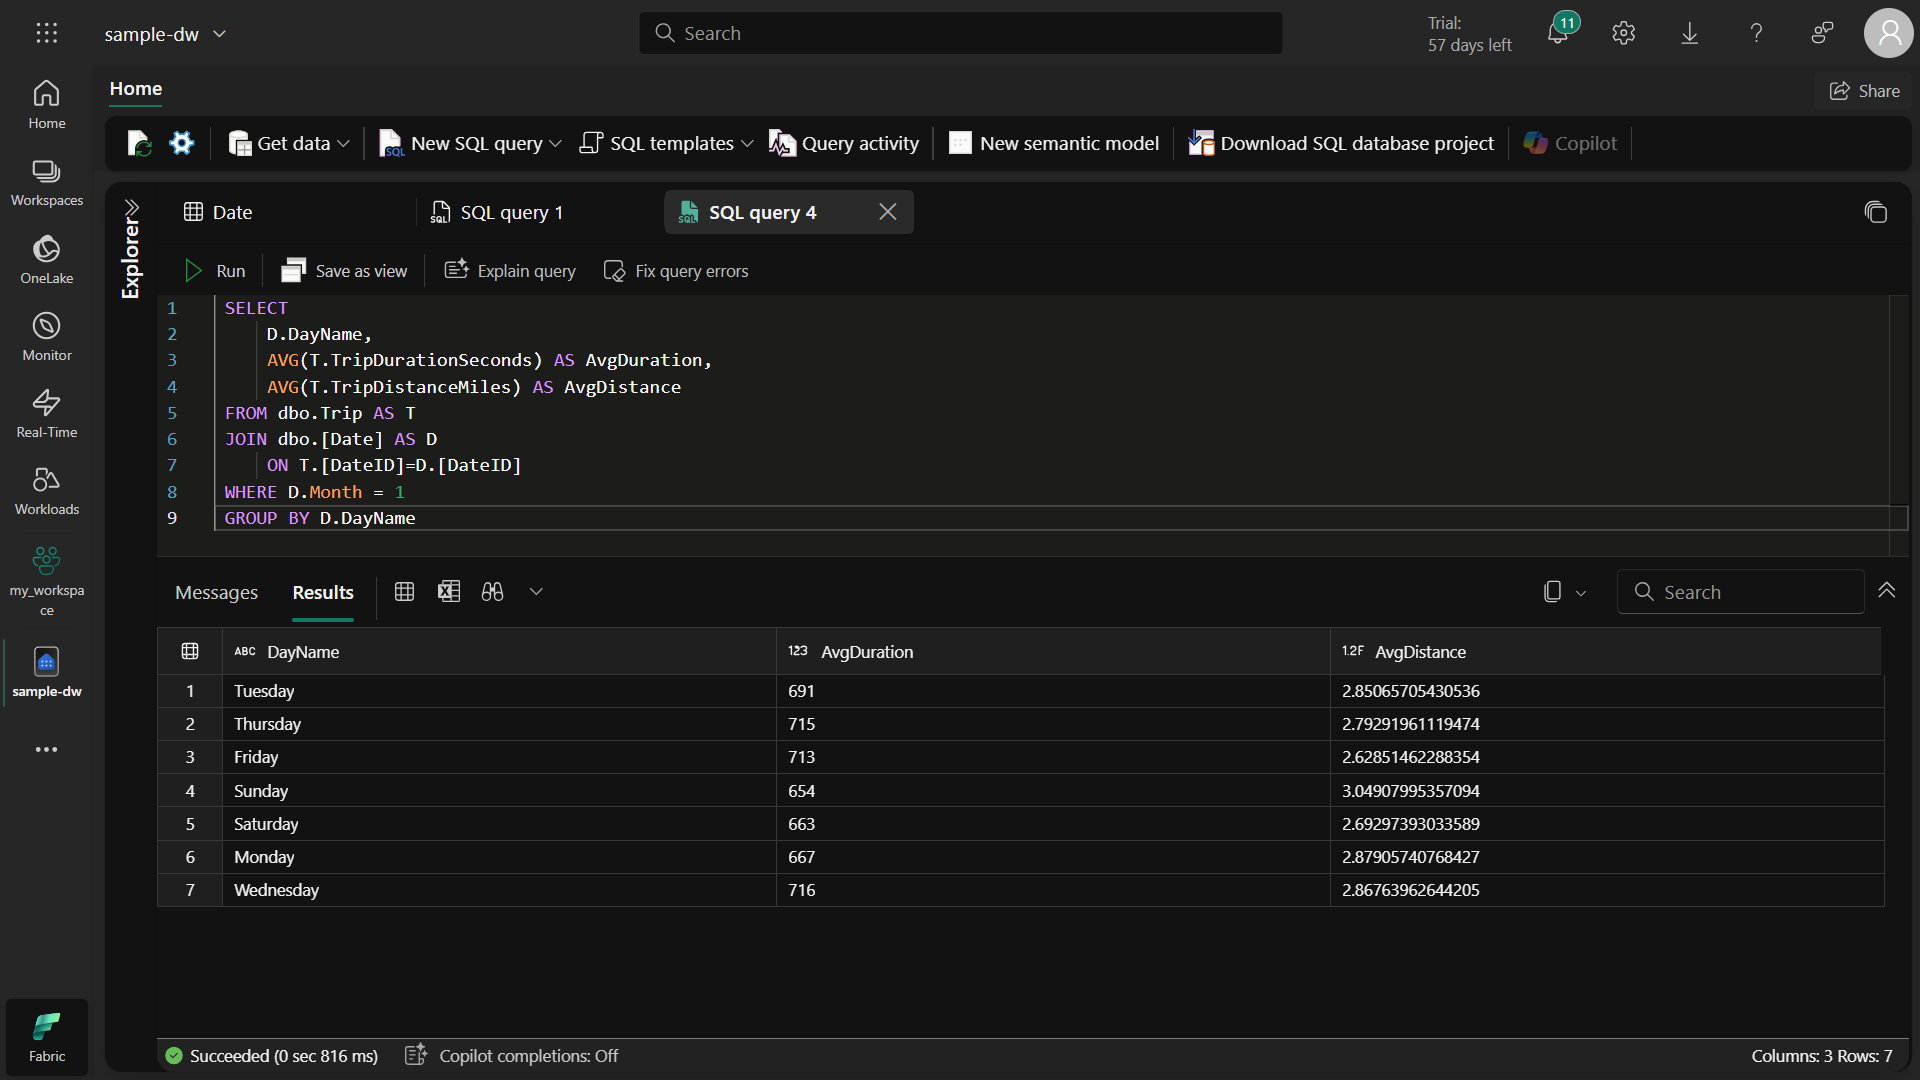 sample-dw
Search
Trial:
57 days left
11
Home
Share
Get data
New SQL query
SQL templates
Query activity
New semantic model
Download SQL database project
Copilot
Home
Workspaces
OneLake
Monitor
Real-Time
Workloads
my_workspa
ce
sample-dw
Fabric
Explorer
Date
SQL query 1
SQL query 4
Run
Save as view
Explain query
Fix query errors
1 SELECT
2 D.DayName,
3 AVG(T.TripDurationSeconds) AS AvgDuration,
4 AVG(T.TripDistanceMiles) AS AvgDistance
5 FROM dbo.Trip AS T
6 JOIN dbo.[Date] AS D
7 ON T.[DateID]=D.[DateID]
8 WHERE D.Month = 1
9 GROUP BY D.DayName
Messages
Results
Search
ABC DayName 123 AvgDuration 1.2F AvgDistance
1 Tuesday 691 2.85065705430536
2 Thursday 715 2.79291961119474
3 Friday 713 2.62851462288354
4 Sunday 654 3.04907995357094
5 Saturday 663 2.69297393033589
6 Monday 667 2.87905740768427
7 Wednesday 716 2.86763962644205
Succeeded (0 sec 816 ms)
Copilot completions: Off
Columns: 3 Rows: 7